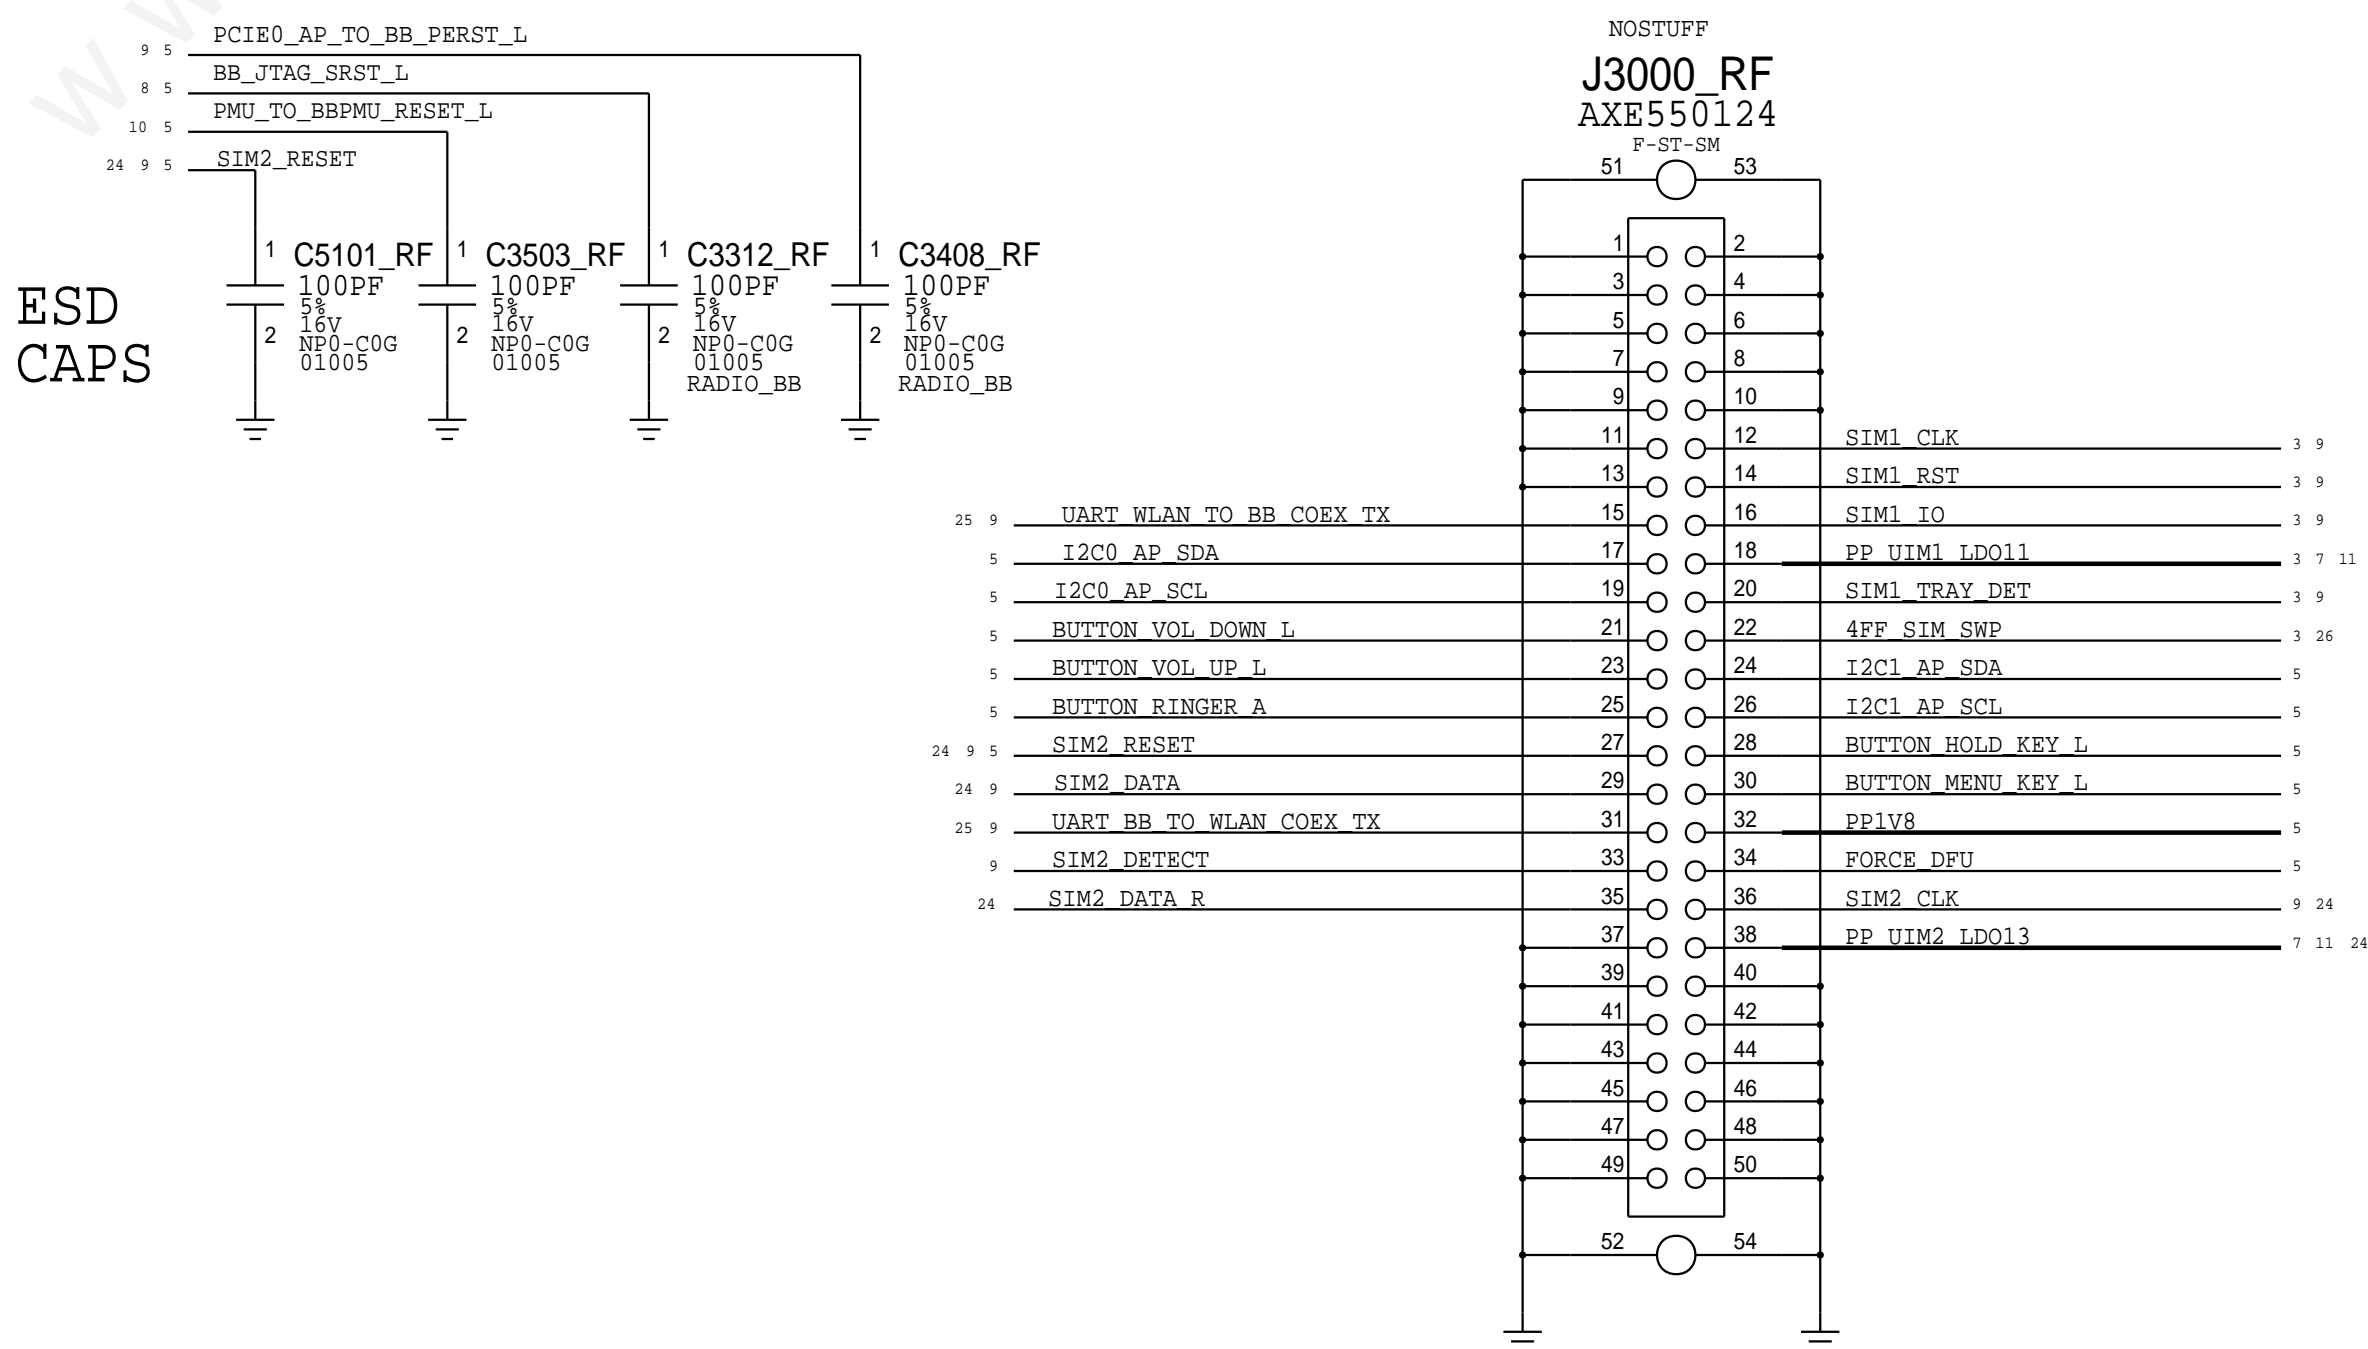 W W
PCIE0_AP_TO_BB_PERST_L
9 5
BB_JTAG_SRST_L
8 5
PMU_TO_BBPMU_RESET_L
10 5
SIM2_RESET
24 9 5
ESD
CAPS
1
C5101_RF
100PF
5%
16V
NP0-C0G
01005
2
1
C3503_RF
100PF
5%
16V
NP0-C0G
01005
2
1
C3312_RF
100PF
5%
16V
NP0-C0G
01005
RADIO_BB
2
1
C3408_RF
100PF
5%
16V
NP0-C0G
01005
RADIO_BB
2
NOSTUFF
J3000_RF
AXE550124
F-ST-SM
51 53
1 2
3 4
5 6
7 8
9 10
11 12 SIM1_CLK 3 9
13 14 SIM1_RST 3 9
25 9 UART_WLAN_TO_BB_COEX_TX 15 16 SIM1_IO 3 9
5 I2C0_AP_SDA 17 18 PP_UIM1_LDO11 3 7 11
5 I2C0_AP_SCL 19 20 SIM1_TRAY_DET 3 9
5 BUTTON_VOL_DOWN_L 21 22 4FF_SIM_SWP 3 26
5 BUTTON_VOL_UP_L 23 24 I2C1_AP_SDA 5
5 BUTTON_RINGER_A 25 26 I2C1_AP_SCL 5
24 9 5 SIM2_RESET 27 28 BUTTON_HOLD_KEY_L 5
24 9 SIM2_DATA 29 30 BUTTON_MENU_KEY_L 5
25 9 UART_BB_TO_WLAN_COEX_TX 31 32 PP1V8 5
9 SIM2_DETECT 33 34 FORCE_DFU 5
24 SIM2_DATA_R 35 36 SIM2_CLK 9 24
37 38 PP_UIM2_LDO13 7 11 24
39 40
41 42
43 44
45 46
47 48
49 50
52 54